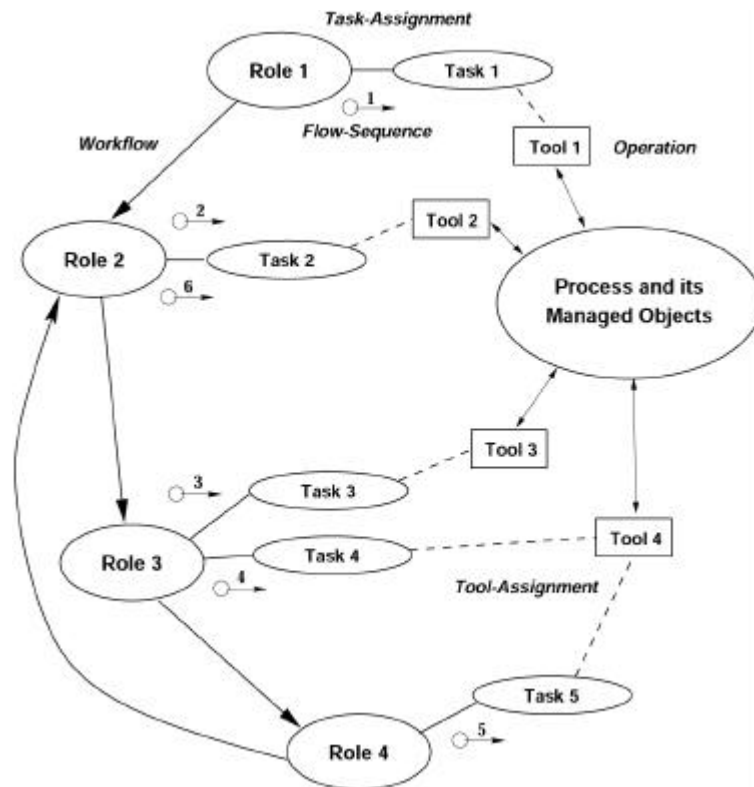 Task-Assignment
Role 1
Task 1
1
Flow-Sequence
Workflow
Tool 1
Operation
2
Tool 2
Role 2
Task 2
6
Process and its
Managed Objects
Tool 3
3
Task 3
Role 3
Task 4
4
Tool 4
Tool-Assignment
Task 5
5
Role 4